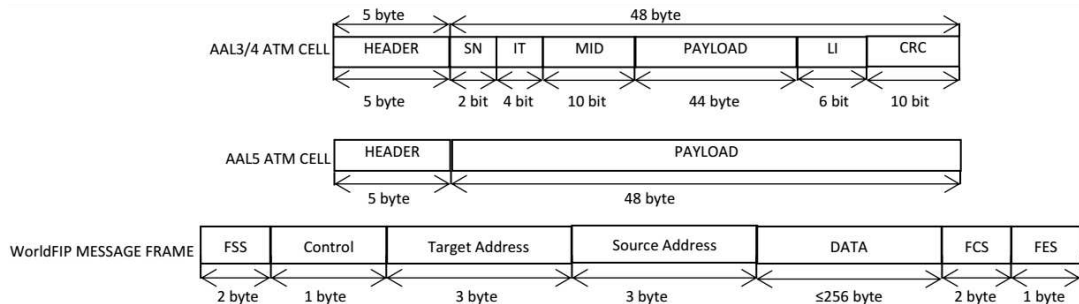 5 byte 48 byte
AAL3/4 ATM CELL HEADER SN IT MID PAYLOAD LI CRC
5 byte 2 bit 4 bit 10 bit 44 byte 6 bit 10 bit
AAL5 ATM CELL HEADER PAYLOAD
5 byte 48 byte
WorldFIP MESSAGE FRAME FSS Control Target Address Source Address DATA FCS FES
2 byte 1 byte 3 byte 3 byte ≤256 byte 2 byte 1 byte